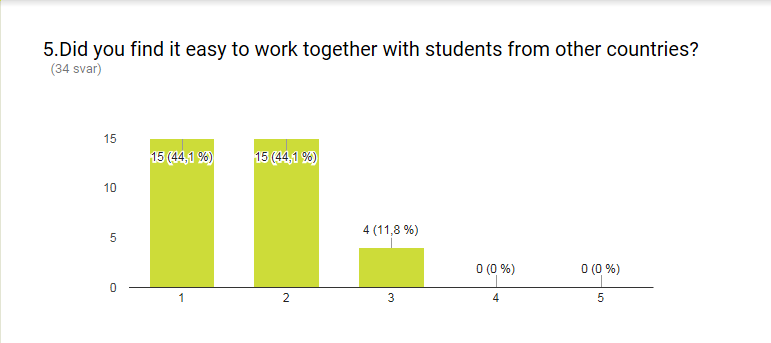 5.Did you find it easy to work together with students from other countries?
(34 svar)
15
10
5
0
15 (44,1 %)
15 (44,1 %)
4 (11,8 %)
0 (0 %)
0 (0 %)
1
2
3
4
5